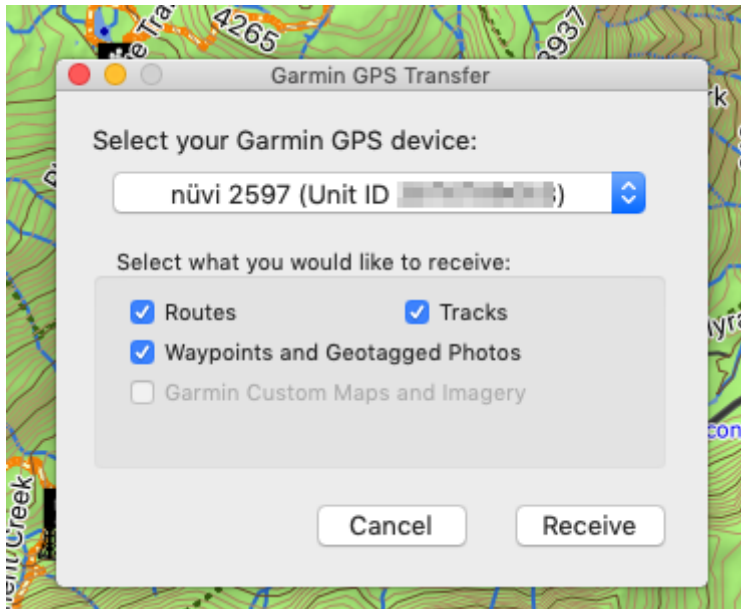 4265
3937
Garmin GPS Transfer
Select your Garmin GPS device:
nüvi 2597 (Unit ID
Select what you would like to receive:
Routes
Tracks
Waypoints and Geotagged Photos
Garmin Custom Maps and Imagery
Cancel
Receive
Creek